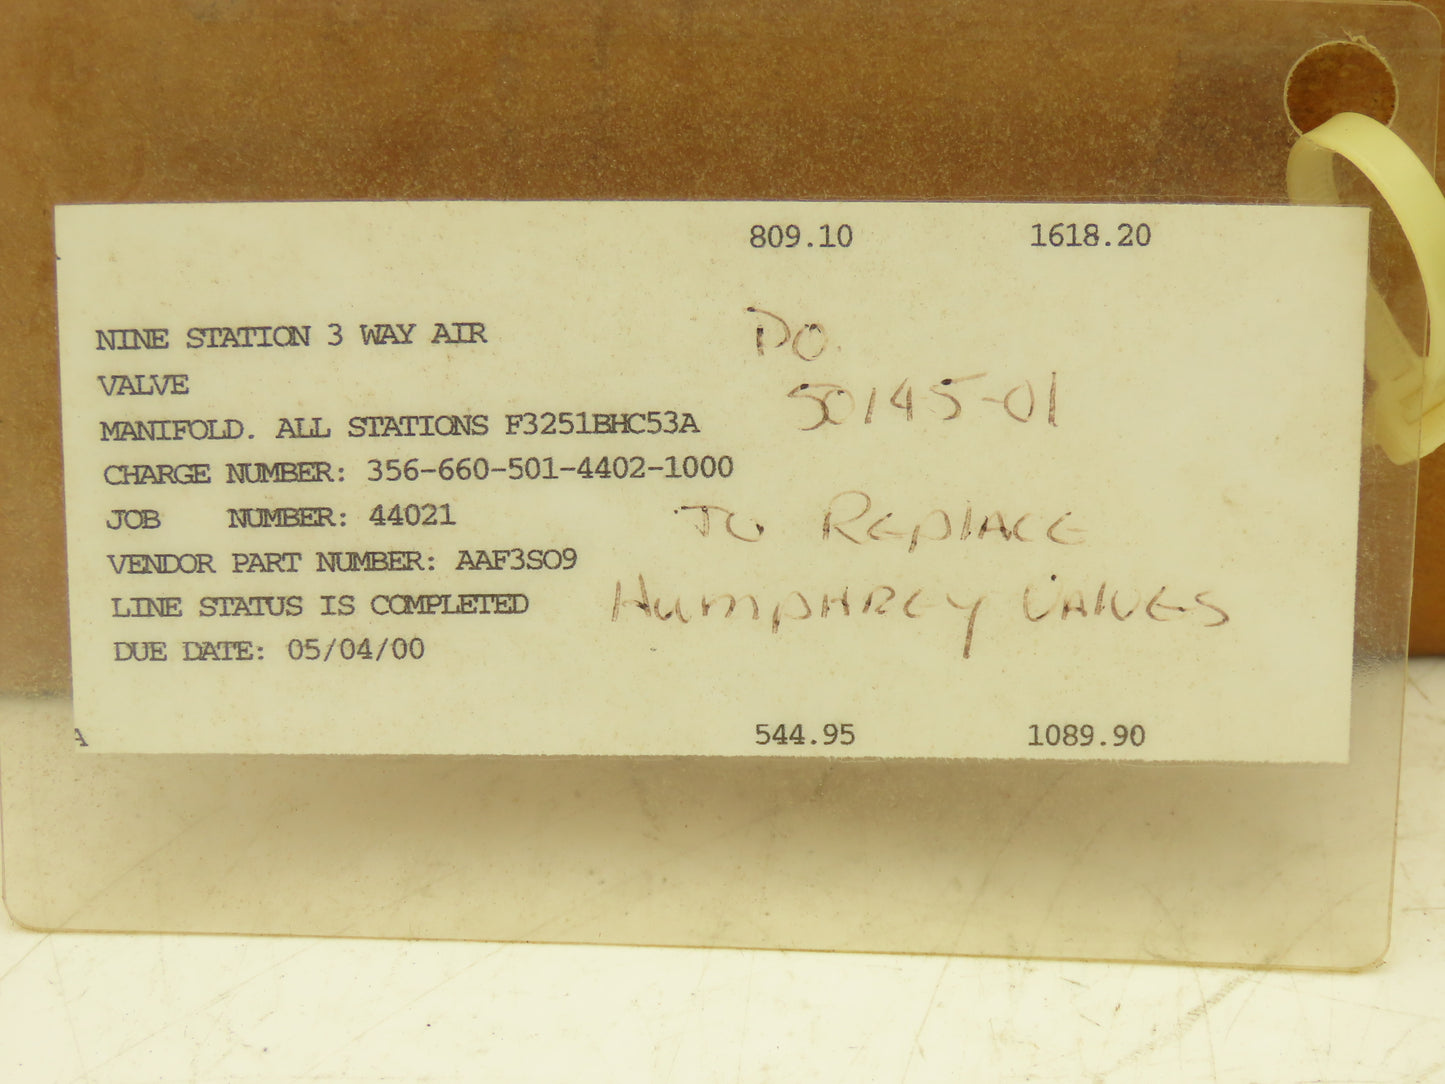 809.10 1618.20
NINE STATION 3 WAY AIR
VALVE
MANIFOLD. ALL STATIONS F3251BHC53A
CHARGE NUMBER: 356-660-501-4402-1000
JOB NUMBER: 44021
VENDOR PART NUMBER: AAF3SO9
LINE STATUS IS COMPLETED
DUE DATE: 05/04/00
PO.
50145-01
TO REPLACE
HUMPHREY VALVES
A 544.95 1089.90